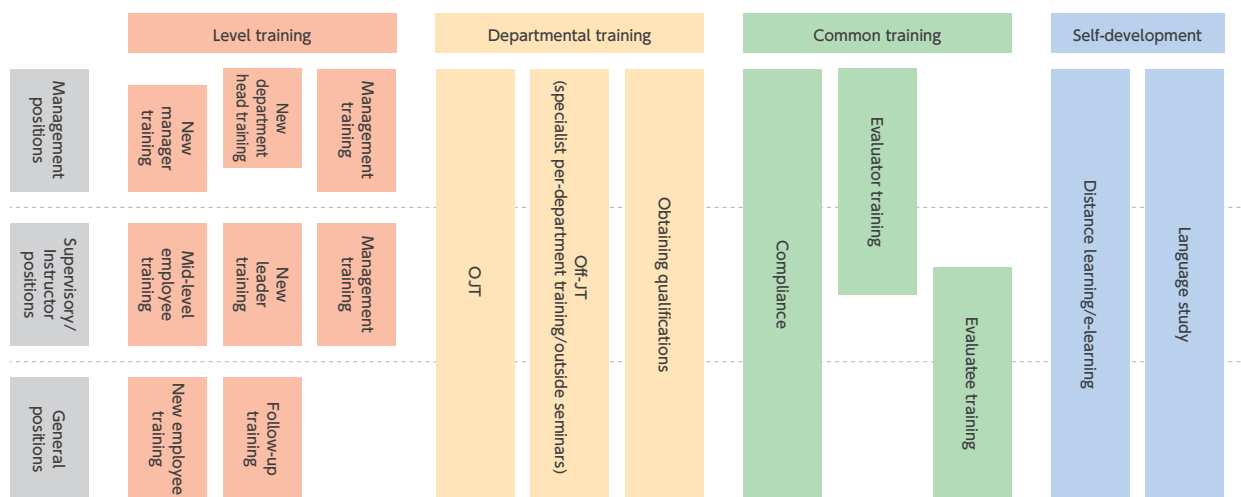 Level training
Departmental training
Common training
Self-development
Management
positions
New
manager
training
New
department
head training
Management
training
Supervisory/
Instructor
positions
Mid-level
employee
training
New
leader
training
Management
training
General
positions
New employee
training
Follow-up
training
OJT
Off-JT
(specialist per-department training/outside seminars)
Obtaining qualifications
Compliance
Evaluator training
Evaluatee training
Distance learning/e-learning
Language study